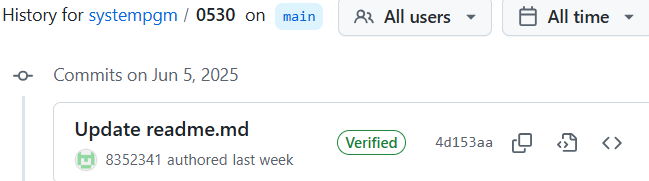 History for systempgm / 0530 on main All users All time
Commits on Jun 5, 2025
Update readme.md
Verified 4d153aa
8352341 authored last week